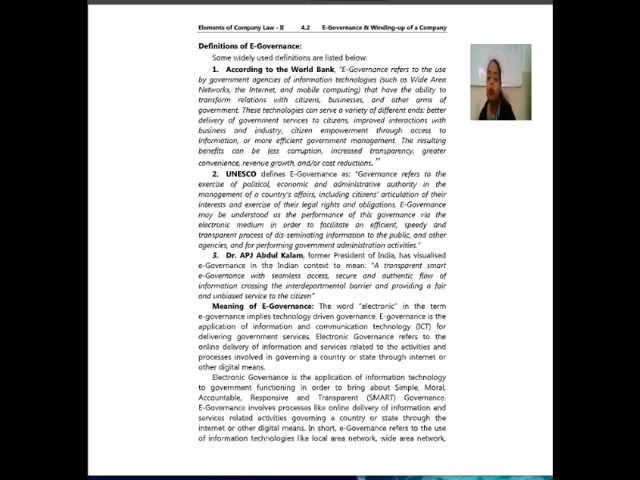 Elements of Company Law - II 4.2 E-Governance & Winding-up of a Company
Definitions of E-Governance:
Some widely used definitions are listed below:
1. According to the World Bank, "E-Governance refers to the use
by government agencies of information technologies (such as Wide Area
Networks, the Internet, and mobile computing) that have the ability to
transform relations with citizens, businesses, and other arms of
government. These technologies can serve a variety of different ends: better
delivery of government services to citizens, improved interactions with
business and industry, citizen empowerment through access to
information, or more efficient government management. The resulting
benefits can be less corruption, increased transparency, greater
convenience, revenue growth, and/or cost reductions."
2. UNESCO defines E-Governance as: "Governance refers to the
exercise of political, economic and administrative authority in the
management of a country's affairs, including citizens' articulation of their
interests and exercise of their legal rights and obligations. E-Governance
may be understood as the performance of this governance via the
electronic medium in order to facilitate an efficient, speedy and
transparent process of dis-seminating information to the public, and other
agencies, and for performing government administration activities."
3. Dr. APJ Abdul Kalam, former President of India, has visualised
e-Governance in the Indian context to mean: "A transparent smart
e-Governance with seamless access, secure and authentic flow of
information crossing the interdepartmental barrier and providing a fair
and unbiased service to the citizen"
Meaning of E-Governance: The word "electronic" in the term
e-governance implies technology driven governance. E-governance is the
application of information and communication technology (ICT) for
delivering government services. Electronic Governance refers to the
online delivery of information and services related to the activities and
processes involved in governing a country or state through internet or
other digital means.
Electronic Governance is the application of information technology
to government functioning in order to bring about Simple, Moral,
Accountable, Responsive and Transparent (SMART) Governance.
E-Governance involves processes like online delivery of information and
services related activities governing a country or state through the
internet or other digital means. In short, e-Governance refers to the use
of information technologies like local area network, wide area network,